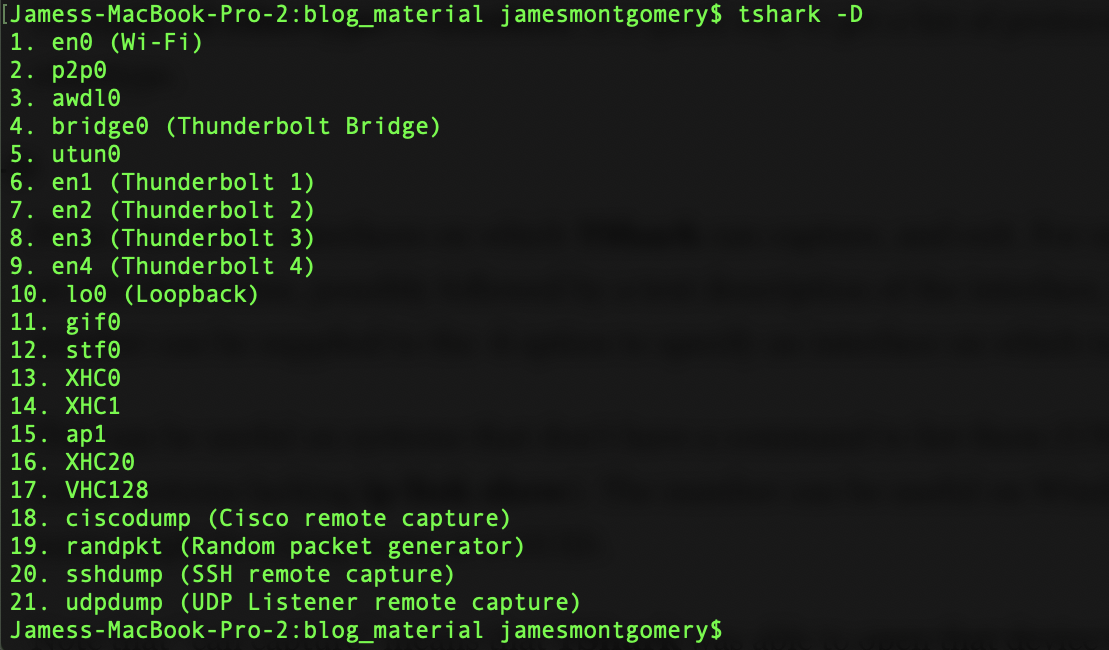 [Jamess-MacBook-Pro-2:blog_material jamesmontgomery$ tshark -D
1. en0 (Wi-Fi)
2. p2p0
3. awdl0
4. bridge0 (Thunderbolt Bridge)
5. utun0
6. en1 (Thunderbolt 1)
7. en2 (Thunderbolt 2)
8. en3 (Thunderbolt 3)
9. en4 (Thunderbolt 4)
10. lo0 (Loopback)
11. gif0
12. stf0
13. XHC0
14. XHC1
15. ap1
16. XHC20
17. VHC128
18. ciscodump (Cisco remote capture)
19. randpkt (Random packet generator)
20. sshdump (SSH remote capture)
21. udpdump (UDP Listener remote capture)
Jamess-MacBook-Pro-2:blog_material jamesmontgomery$